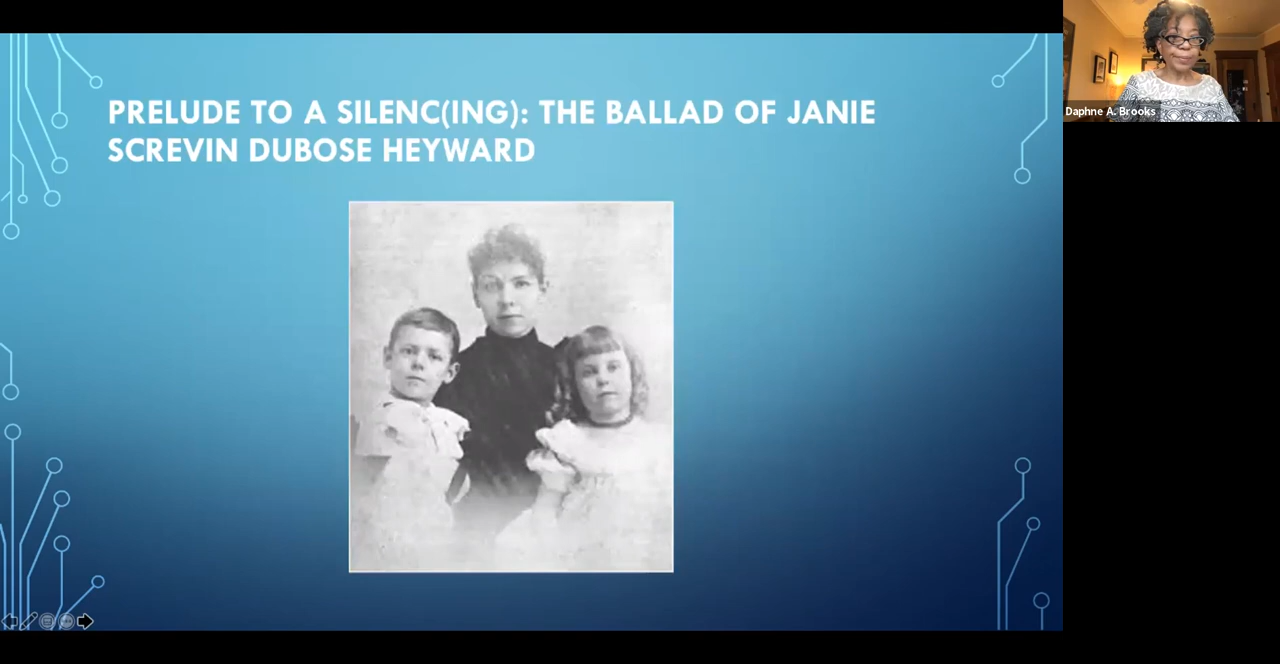 PRELUDE TO A SILENC(ING): THE BALLAD OF JANIE
SCREVIN DUBOSE HEYWARD
Daphne A. Brooks